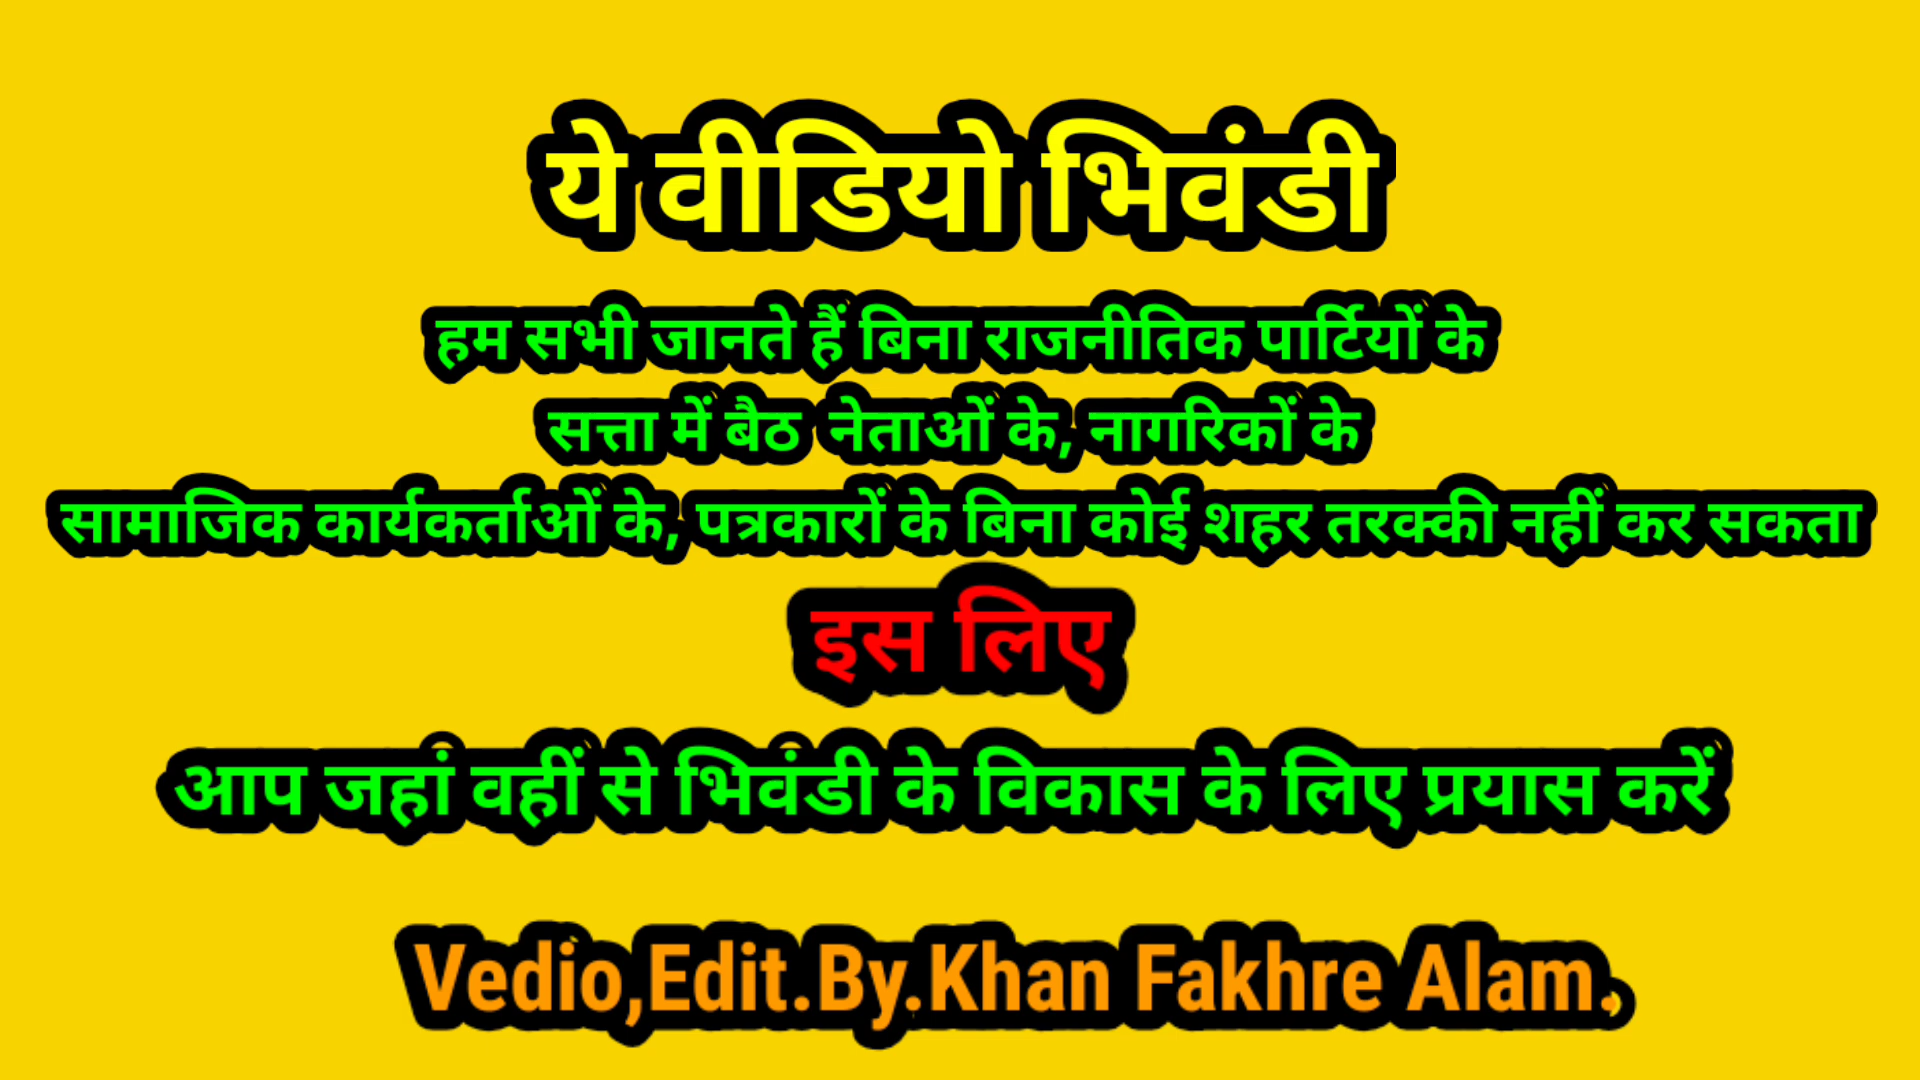 ये वीडियो भिवंडी
हम सभी जानते हैं बिना राजनीतिक पार्टियों के
सत्ता में बैठ नेताओं के, नागरिकों के
सामाजिक कार्यकर्ताओं के, पत्रकारों के बिना कोई शहर तरक्की नहीं कर सकता
इस लिए
आप जहां वहीं से भिवंडी के विकास के लिए प्रयास करें
Vedio,Edit.By.Khan Fakhre Alam.,